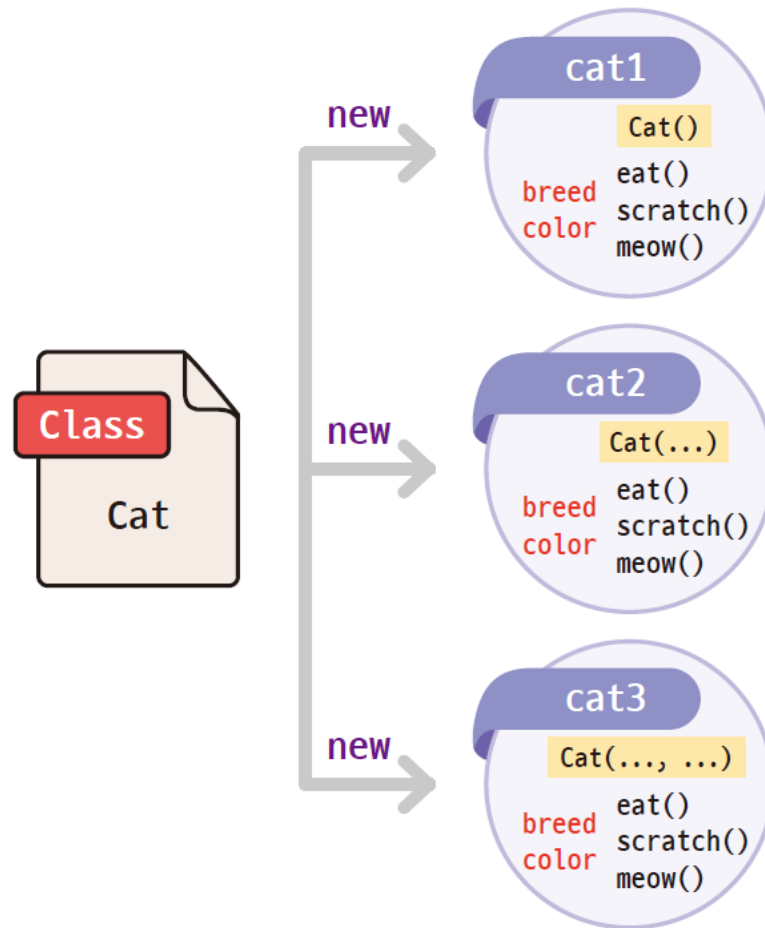 Class
Cat
new
cat1
Cat()
breed
color
eat()
scratch()
meow()
new
cat2
Cat(...)
breed
color
eat()
scratch()
meow()
new
cat3
Cat(..., ...)
breed
color
eat()
scratch()
meow()